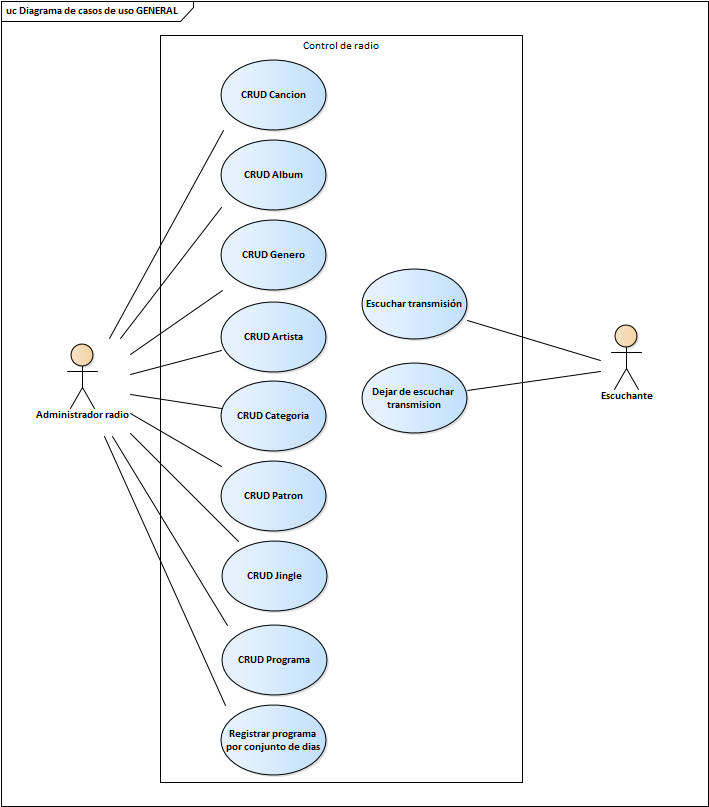 uc Diagrama de casos de uso GENERAL
Control de radio
CRUD Cancion
CRUD Album
CRUD Genero
CRUD Artista
CRUD Categoria
CRUD Patron
CRUD Jingle
CRUD Programa
Registrar programa
por conjunto de dias
Escuchar transmisión
Dejar de escuchar
transmision
Administrador radio
Escuchante